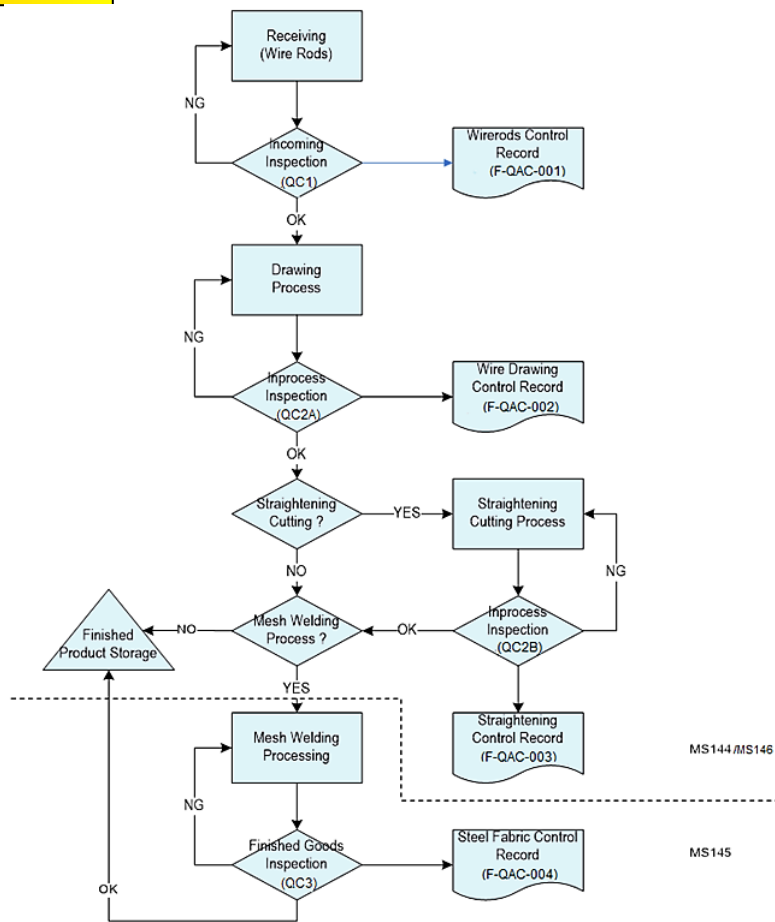 Receiving
(Wire Rods)
NG
Incoming
Inspection
(QC1)
Wirerods Control
Record
(F-QAC-001)
OK
Drawing
Process
NG
Inprocess
Inspection
(QC2A)
Wire Drawing
Control Record
(F-QAC-002)
OK
Straightening
Cutting ?
YES
Straightening
Cutting Process
NO
NG
Finished
Product Storage
NO
Mesh Welding
Process ?
OK
Inprocess
Inspection
(QC2B)
YES
Mesh Welding
Processing
Straightening
Control Record
(F-QAC-003)
MS144/MS146
NG
Finished Goods
Inspection
(QC3)
Steel Fabric Control
Record
(F-QAC-004)
MS145
OK